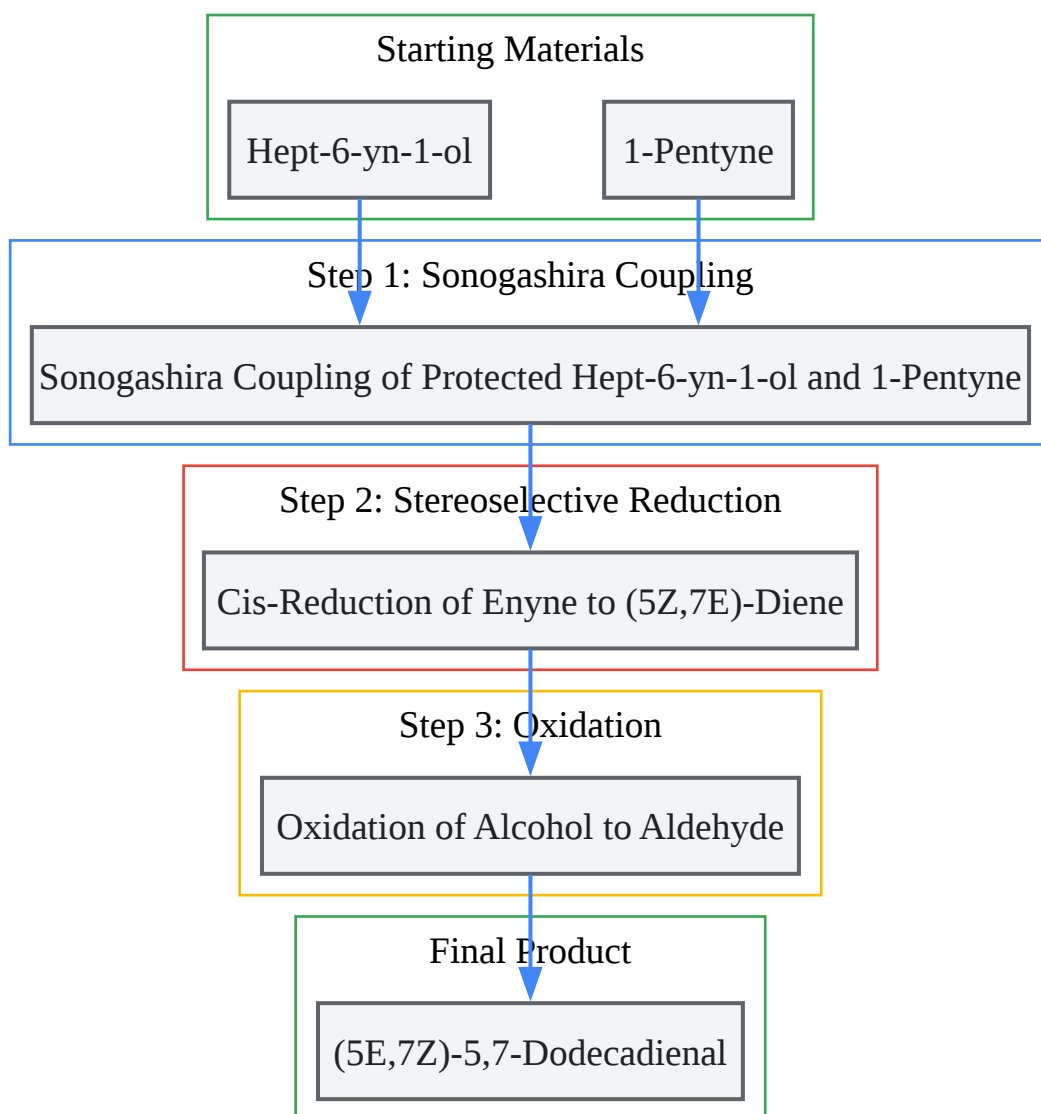 Starting Materials
Hept-6-yn-1-ol
1-Pentyne
Step 1: Sonogashira Coupling
Sonogashira Coupling of Protected Hept-6-yn-1-ol and 1-Pentyne
Step 2: Stereoselective Reduction
Cis-Reduction of Enyne to (5Z,7E)-Diene
Step 3: Oxidation
Oxidation of Alcohol to Aldehyde
Final Product
(5E,7Z)-5,7-Dodecadienal